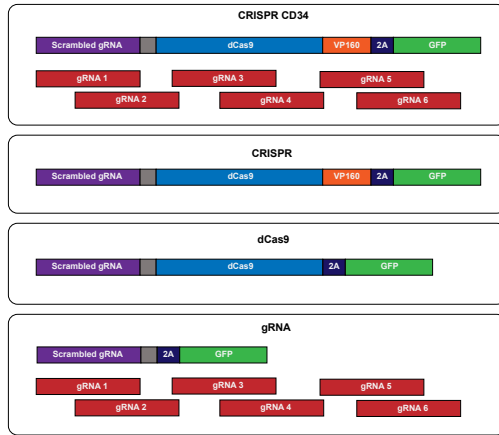 CRISPR CD34
Scrambled gRNA dCas9 VP160 2A GFP
gRNA 1 gRNA 3 gRNA 5
gRNA 2 gRNA 4 gRNA 6
CRISPR
Scrambled gRNA dCas9 VP160 2A GFP
dCas9
Scrambled gRNA dCas9 2A GFP
gRNA
Scrambled gRNA 2A GFP
gRNA 1 gRNA 3 gRNA 5
gRNA 2 gRNA 4 gRNA 6